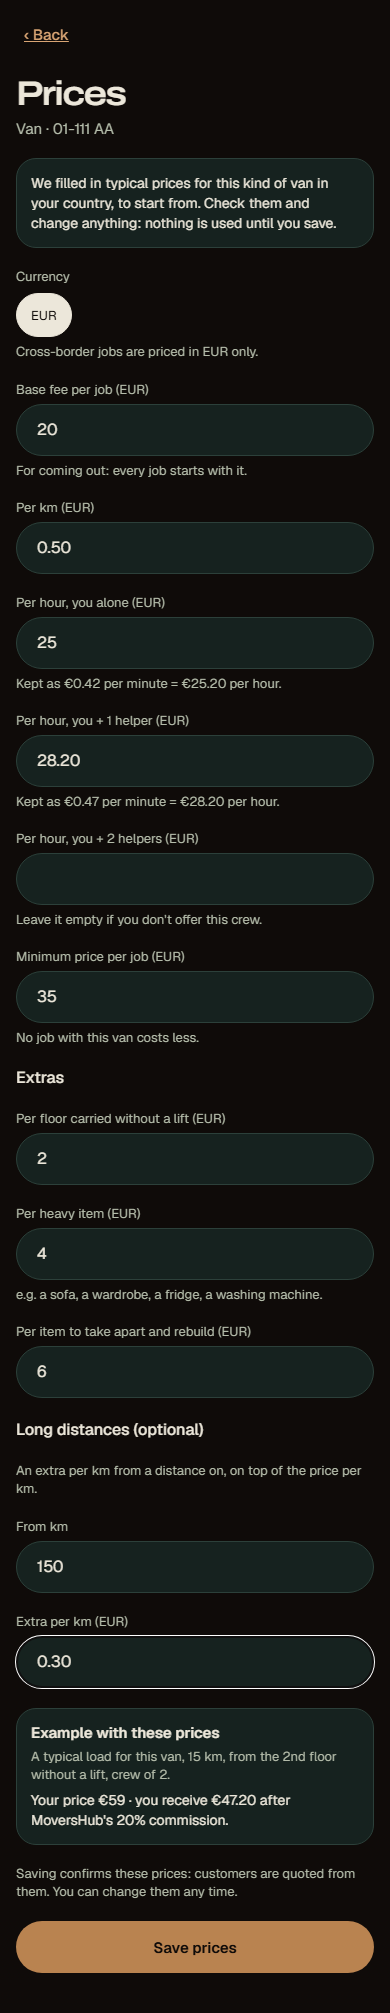 ‹ Back
Prices
Van · 01-111 AA
We filled in typical prices for this kind of van in
your country, to start from. Check them and
change anything: nothing is used until you save.
Currency
EUR
Cross-border jobs are priced in EUR only.
Base fee per job (EUR)
20
For coming out: every job starts with it.
Per km (EUR)
0.50
Per hour, you alone (EUR)
25
Kept as €0.42 per minute = €25.20 per hour.
Per hour, you + 1 helper (EUR)
28.20
Kept as €0.47 per minute = €28.20 per hour.
Per hour, you + 2 helpers (EUR)
Leave it empty if you don't offer this crew.
Minimum price per job (EUR)
35
No job with this van costs less.
Extras
Per floor carried without a lift (EUR)
2
Per heavy item (EUR)
4
e.g. a sofa, a wardrobe, a fridge, a washing machine.
Per item to take apart and rebuild (EUR)
6
Long distances (optional)
An extra per km from a distance on, on top of the price per
km.
From km
150
Extra per km (EUR)
0.30
Example with these prices
A typical load for this van, 15 km, from the 2nd floor
without a lift, crew of 2.
Your price €59 · you receive €47.20 after
MoversHub's 20% commission.
Saving confirms these prices: customers are quoted from
them. You can change them any time.
Save prices